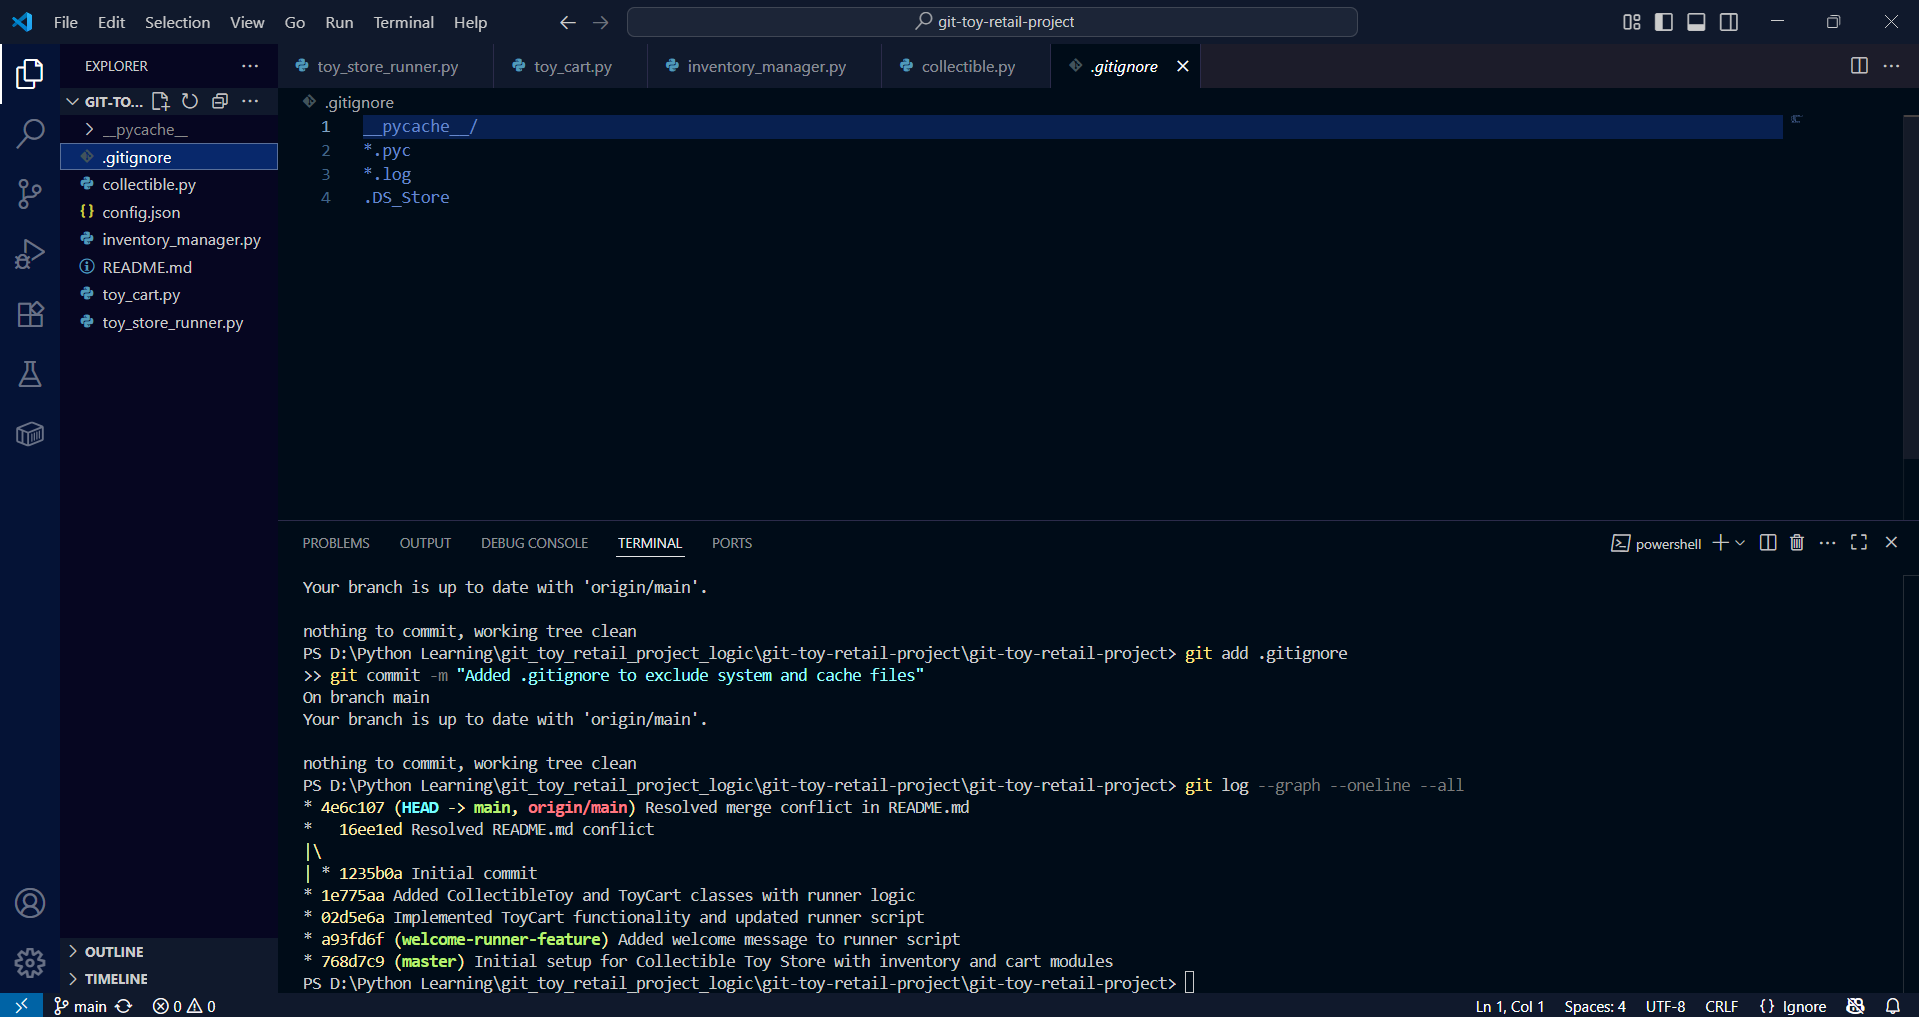 File Edit Selection View Go Run Terminal Help
git-toy-retail-project
EXPLORER
GIT-TO...
__pycache__
.gitignore
collectible.py
config.json
inventory_manager.py
README.md
toy_cart.py
toy_store_runner.py
OUTLINE
TIMELINE
toy_store_runner.py toy_cart.py inventory_manager.py collectible.py .gitignore
.gitignore
1 __pycache__/
2 *.pyc
3 *.log
4 .DS_Store
PROBLEMS OUTPUT DEBUG CONSOLE TERMINAL PORTS
powershell
Your branch is up to date with 'origin/main'.
nothing to commit, working tree clean
PS D:\Python Learning\git_toy_retail_project_logic\git-toy-retail-project\git-toy-retail-project> git add .gitignore
>> git commit -m "Added .gitignore to exclude system and cache files"
On branch main
Your branch is up to date with 'origin/main'.
nothing to commit, working tree clean
PS D:\Python Learning\git_toy_retail_project_logic\git-toy-retail-project\git-toy-retail-project> git log --graph --oneline --all
* 4e6c107 (HEAD -> main, origin/main) Resolved merge conflict in README.md
*   16ee1ed Resolved README.md conflict
|\
| * 1235b0a Initial commit
* 1e775aa Added CollectibleToy and ToyCart classes with runner logic
* 02d5e6a Implemented ToyCart functionality and updated runner script
* a93fd6f (welcome-runner-feature) Added welcome message to runner script
* 768d7c9 (master) Initial setup for Collectible Toy Store with inventory and cart modules
PS D:\Python Learning\git_toy_retail_project_logic\git-toy-retail-project\git-toy-retail-project>
main 0 0 Ln 1, Col 1 Spaces: 4 UTF-8 CRLF {} Ignore